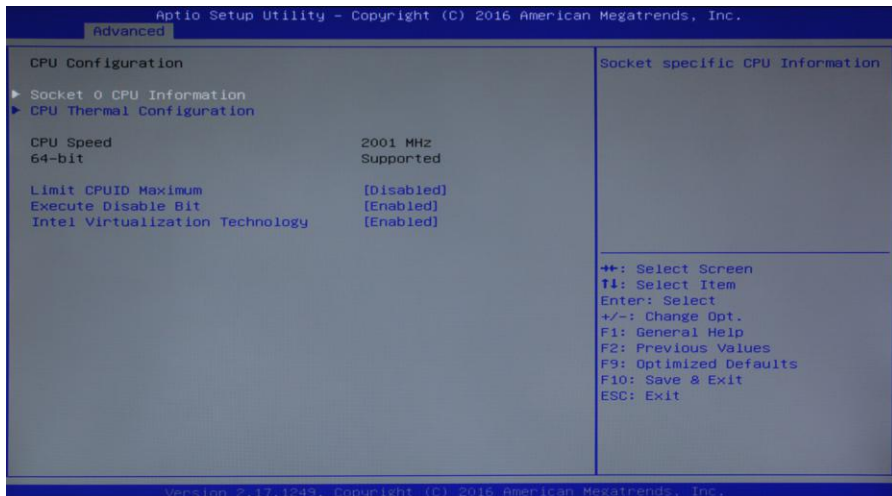 Aptio Setup Utility – Copyright (C) 2016 American Megatrends, Inc.
Advanced
CPU Configuration
Socket 0 CPU Information
CPU Thermal Configuration
CPU Speed 2001 MHz
64-bit Supported
Limit CPUID Maximum [Disabled]
Execute Disable Bit [Enabled]
Intel Virtualization Technology [Enabled]
Socket specific CPU Information
→←: Select Screen
↑↓: Select Item
Enter: Select
+/-: Change Opt.
F1: General Help
F2: Previous Values
F9: Optimized Defaults
F10: Save & Exit
ESC: Exit
Version 2.17.1249. Copyright (C) 2016 American Megatrends, Inc.